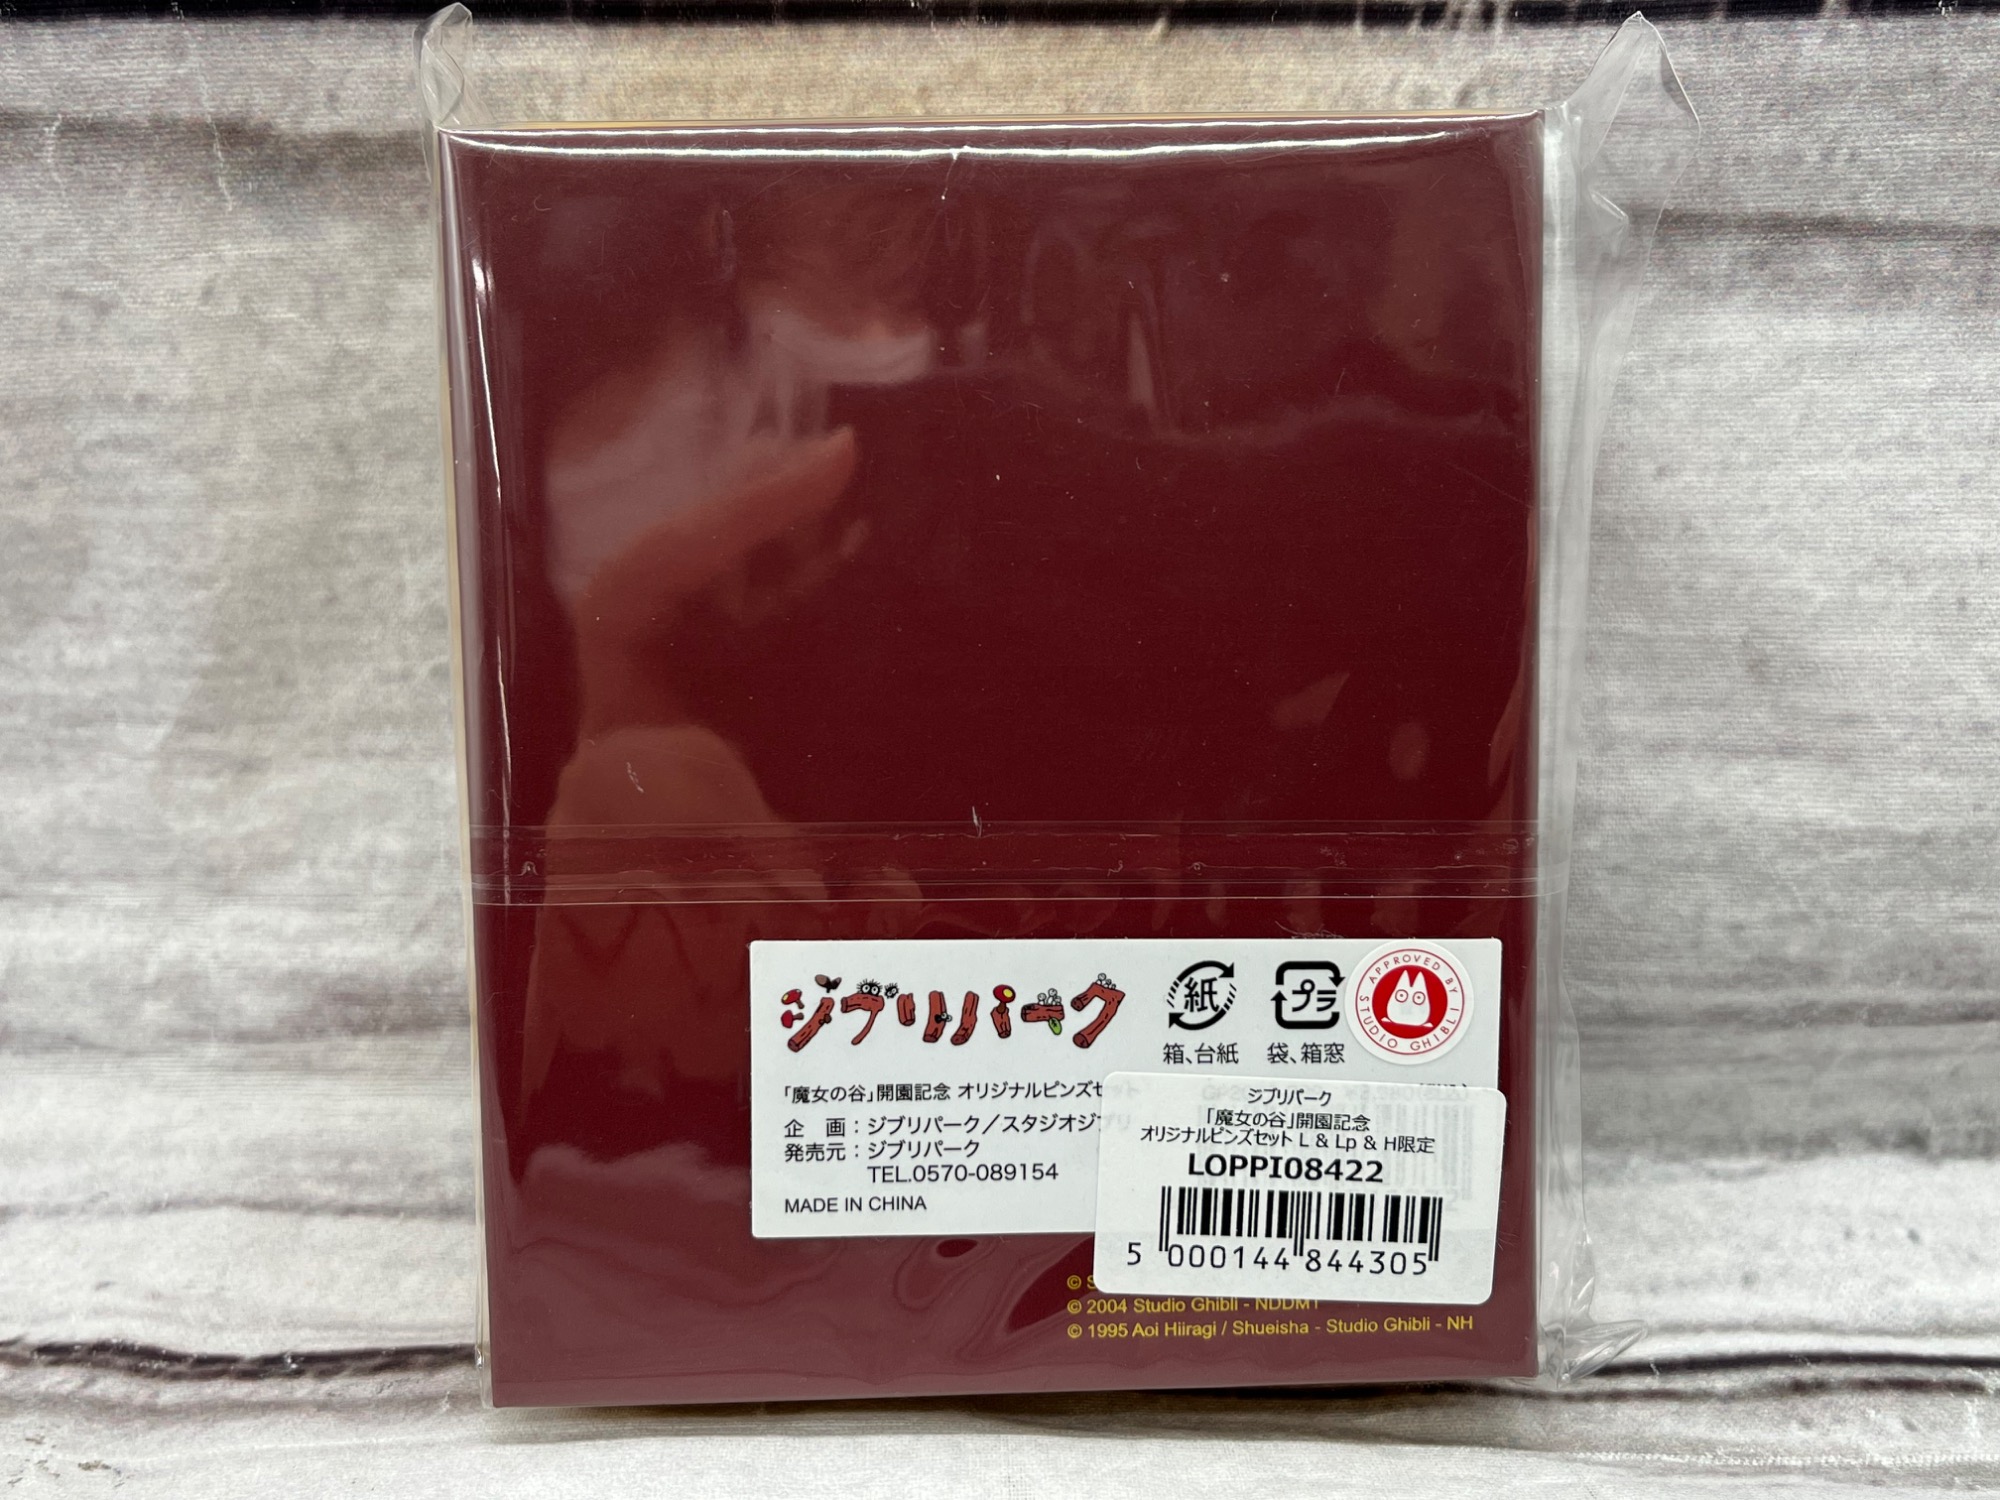 ジブリパーク
紙
プラ
APPROVED BY STUDIO GHIBLI
箱、台紙
袋、箱窓
「魔女の谷」開園記念 オリジナルピンズセット
企　画：ジブリパーク／スタジオジブリ
発売元：ジブリパーク
TEL.0570-089154
MADE IN CHINA
ジブリパーク
「魔女の谷」開園記念
オリジナルピンズセット L & Lp & H限定
LOPPI08422
5 000144 844305
© S
© 2004 Studio Ghibli - NDDMT
© 1995 Aoi Hiiragi / Shueisha - Studio Ghibli - NH